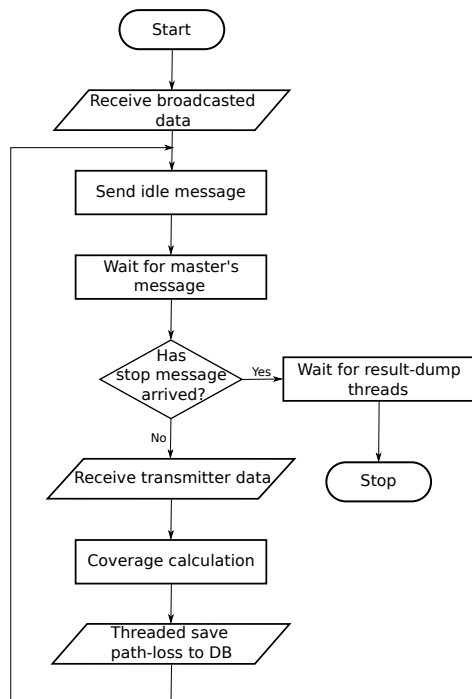 Start
Receive broadcasted
data
Send idle message
Wait for master's
message
Has
stop message
arrived?
Yes
Wait for result-dump
threads
No
Receive transmitter data
Stop
Coverage calculation
Threaded save
path-loss to DB